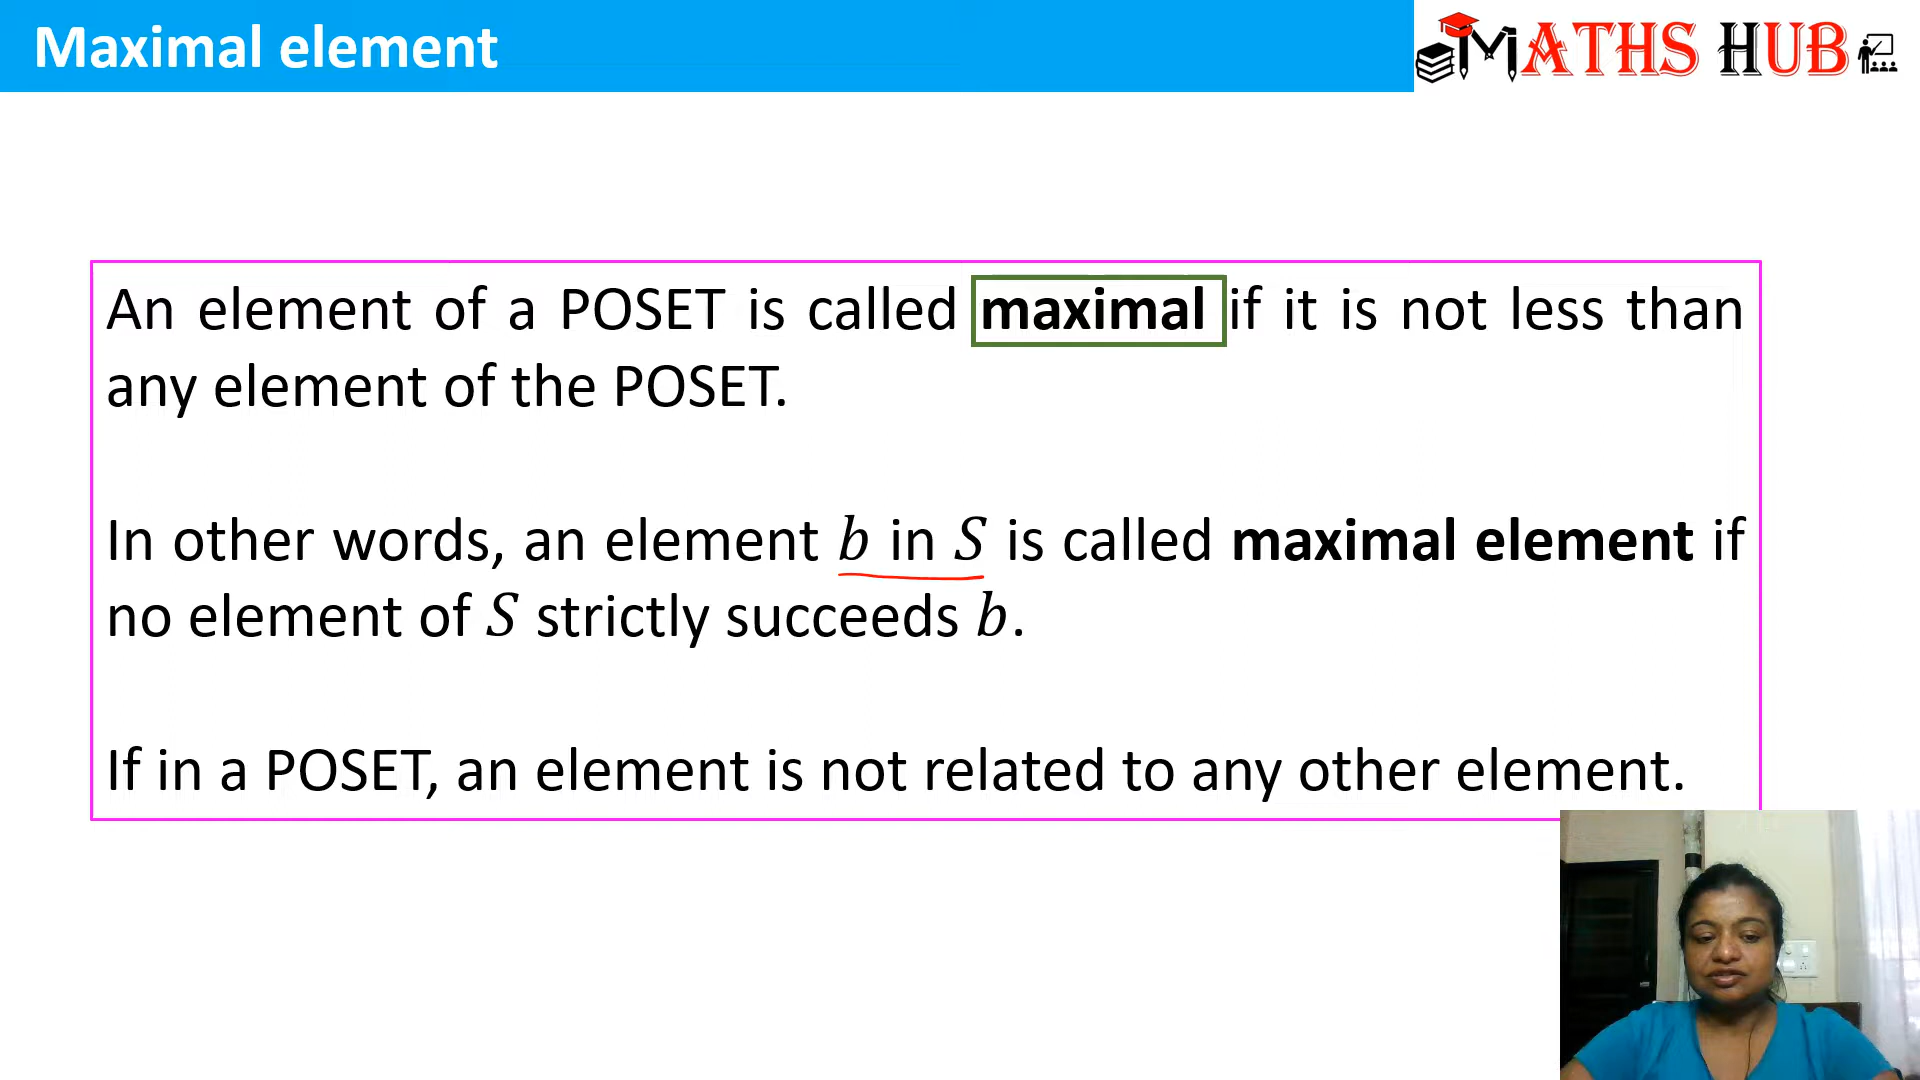 Maximal element
MATHS HUB
An element of a POSET is called maximal if it is not less than
any element of the POSET.
In other words, an element b in S is called maximal element if
no element of S strictly succeeds b.
If in a POSET, an element is not related to any other element.